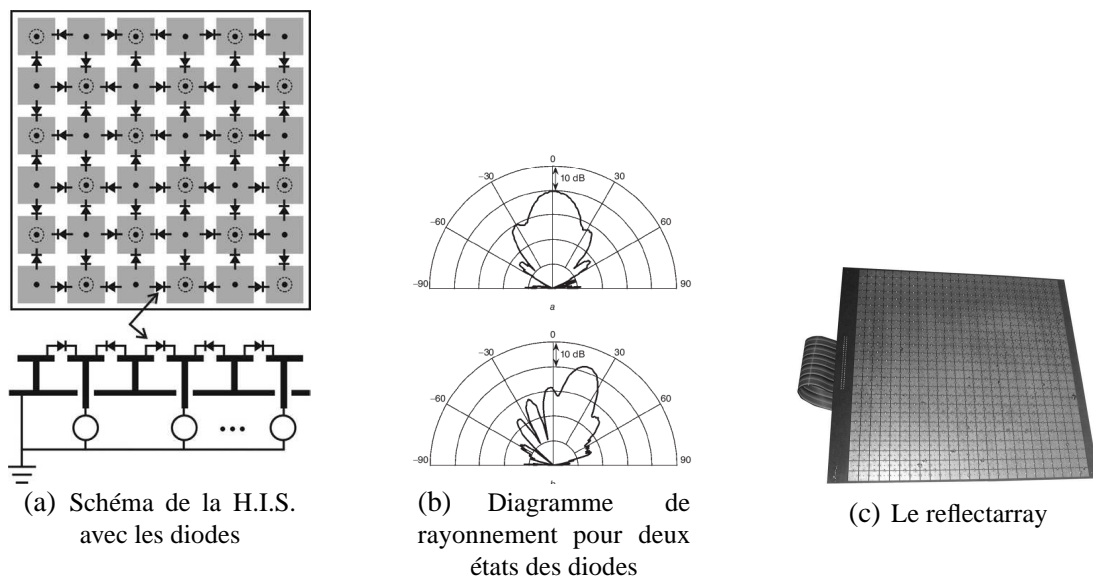 0
-30
30
10 dB
-60
60
-90
90
a
0
-30
30
10 dB
-60
60
-90
90
(a) Schéma de la H.I.S.
avec les diodes
(b) Diagramme de
rayonnement pour deux
états des diodes
(c) Le reflectarray